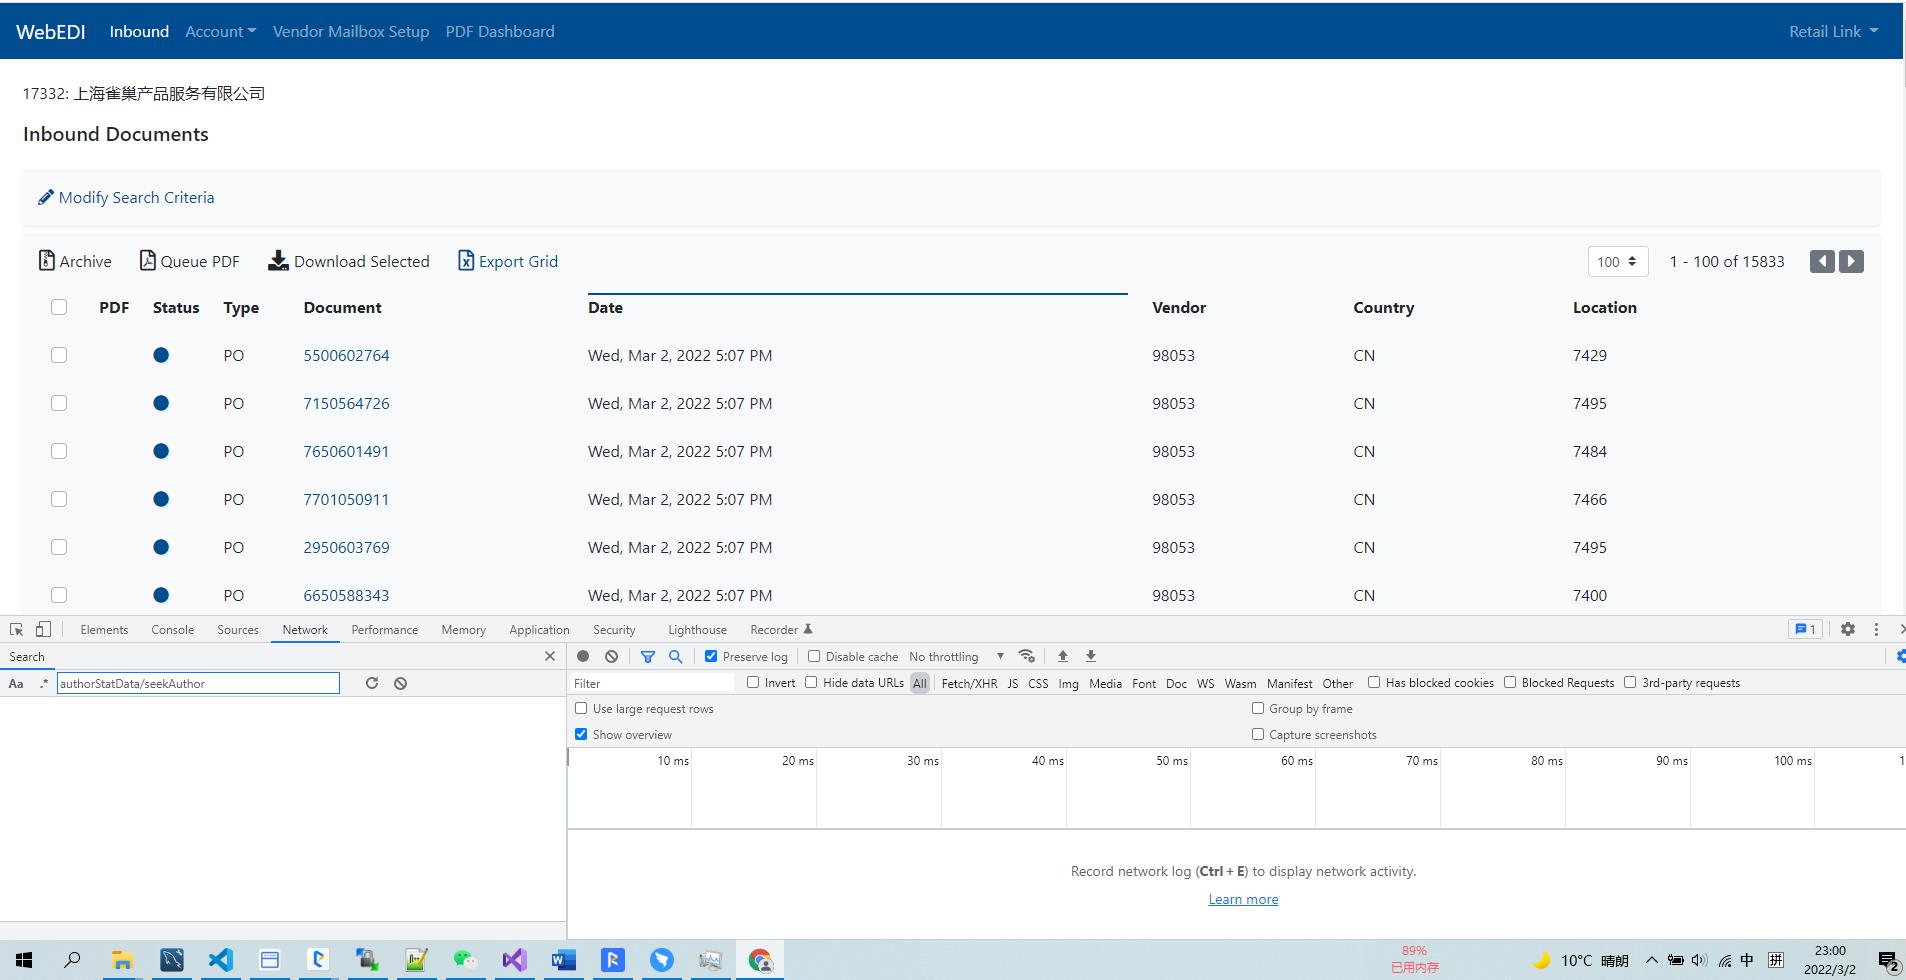 WebEDI Inbound Account Vendor Mailbox Setup PDF Dashboard Retail Link
17332: 上海雀巢产品服务有限公司
Inbound Documents
Modify Search Criteria
Archive Queue PDF Download Selected Export Grid 100 1 - 100 of 15833
PDF Status Type Document Date Vendor Country Location
PO 5500602764 Wed, Mar 2, 2022 5:07 PM 98053 CN 7429
PO 7150564726 Wed, Mar 2, 2022 5:07 PM 98053 CN 7495
PO 7650601491 Wed, Mar 2, 2022 5:07 PM 98053 CN 7484
PO 7701050911 Wed, Mar 2, 2022 5:07 PM 98053 CN 7466
PO 2950603769 Wed, Mar 2, 2022 5:07 PM 98053 CN 7495
PO 6650588343 Wed, Mar 2, 2022 5:07 PM 98053 CN 7400
Elements Console Sources Network Performance Memory Application Security Lighthouse Recorder 1
Search Preserve log Disable cache No throttling
Aa .* authorStatData/seekAuthor Filter Invert Hide data URLs All Fetch/XHR JS CSS Img Media Font Doc WS Wasm Manifest Other Has blocked cookies Blocked Requests 3rd-party requests
Use large request rows Group by frame
Show overview Capture screenshots
10 ms 20 ms 30 ms 40 ms 50 ms 60 ms 70 ms 80 ms 90 ms 100 ms 1
Record network log (Ctrl + E) to display network activity.
Learn more
89%
已用内存
10°C 晴朗 中 拼
23:00
2022/3/2
2